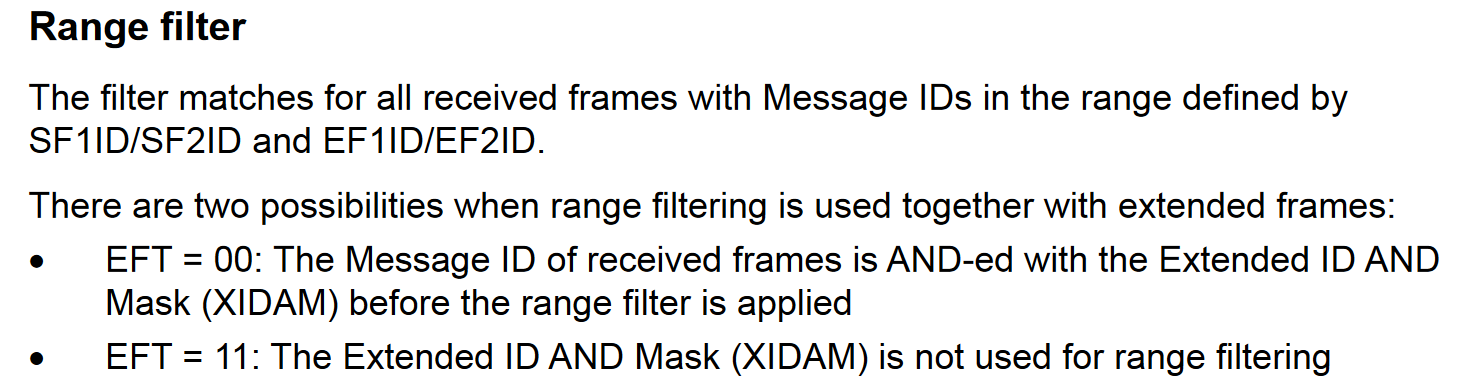 Range filter
The filter matches for all received frames with Message IDs in the range defined by
SF1ID/SF2ID and EF1ID/EF2ID.
There are two possibilities when range filtering is used together with extended frames:
• EFT = 00: The Message ID of received frames is AND-ed with the Extended ID AND
Mask (XIDAM) before the range filter is applied
• EFT = 11: The Extended ID AND Mask (XIDAM) is not used for range filtering